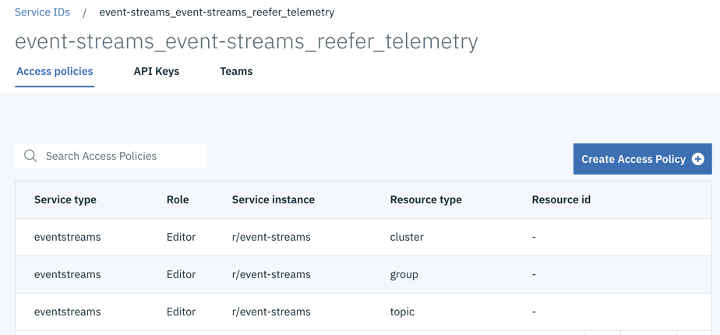 Service IDs / event-streams_event-streams_reefer_telemetry
event-streams_event-streams_reefer_telemetry
Access policies API Keys Teams
Search Access Policies Create Access Policy
Service type Role Service instance Resource type Resource id
eventstreams Editor r/event-streams cluster -
eventstreams Editor r/event-streams group -
eventstreams Editor r/event-streams topic -